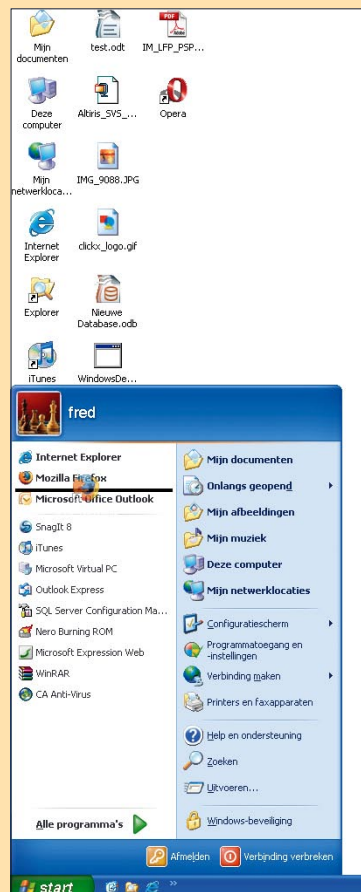 Mijn documenten
test.odt
IM_LFP_PSP...
Deze computer
Altiris_SVS_...
Opera
Mijn netwerkloca...
IMG_9088.JPG
Internet Explorer
clickx_logo.gif
Explorer
Nieuwe Database.odb
iTunes
WindowsDe...
fred
Internet Explorer
Mozilla Firefox
Microsoft Office Outlook
SnagIt 8
iTunes
Microsoft Virtual PC
Outlook Express
SQL Server Configuration Ma...
Nero Burning ROM
Microsoft Expression Web
WinRAR
CA Anti-Virus
Alle programma's
Mijn documenten
Onlangs geopend
Mijn afbeeldingen
Mijn muziek
Deze computer
Mijn netwerklocaties
Configuratiescherm
Programmatoegang en
-instellingen
Verbinding maken
Printers en faxapparaten
Help en ondersteuning
Zoeken
Uitvoeren...
Windows-beveiliging
Afmelden
Verbinding verbreken
start